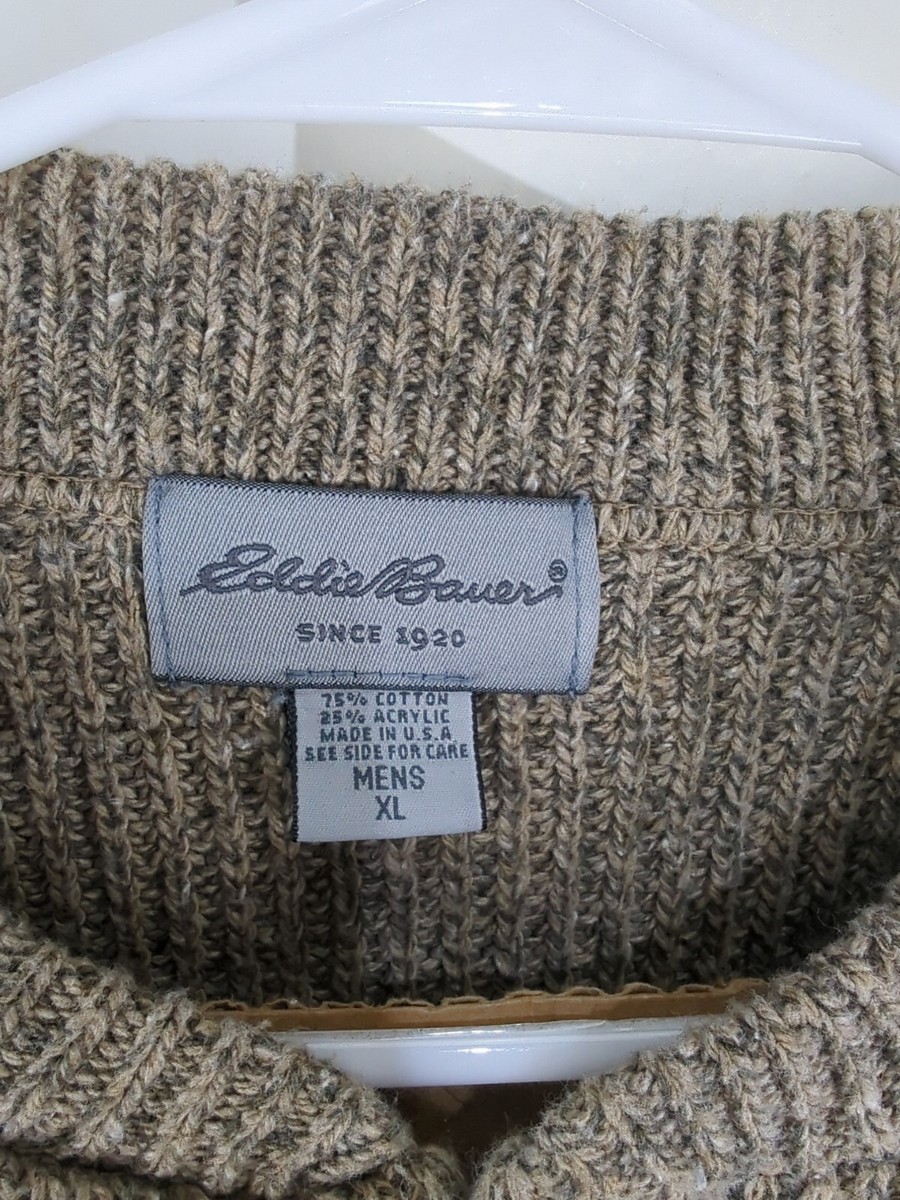 Eddie Bauer®
SINCE 1920
75% COTTON
25% ACRYLIC
MADE IN U.S.A
SEE SIDE FOR CARE
MENS
XL